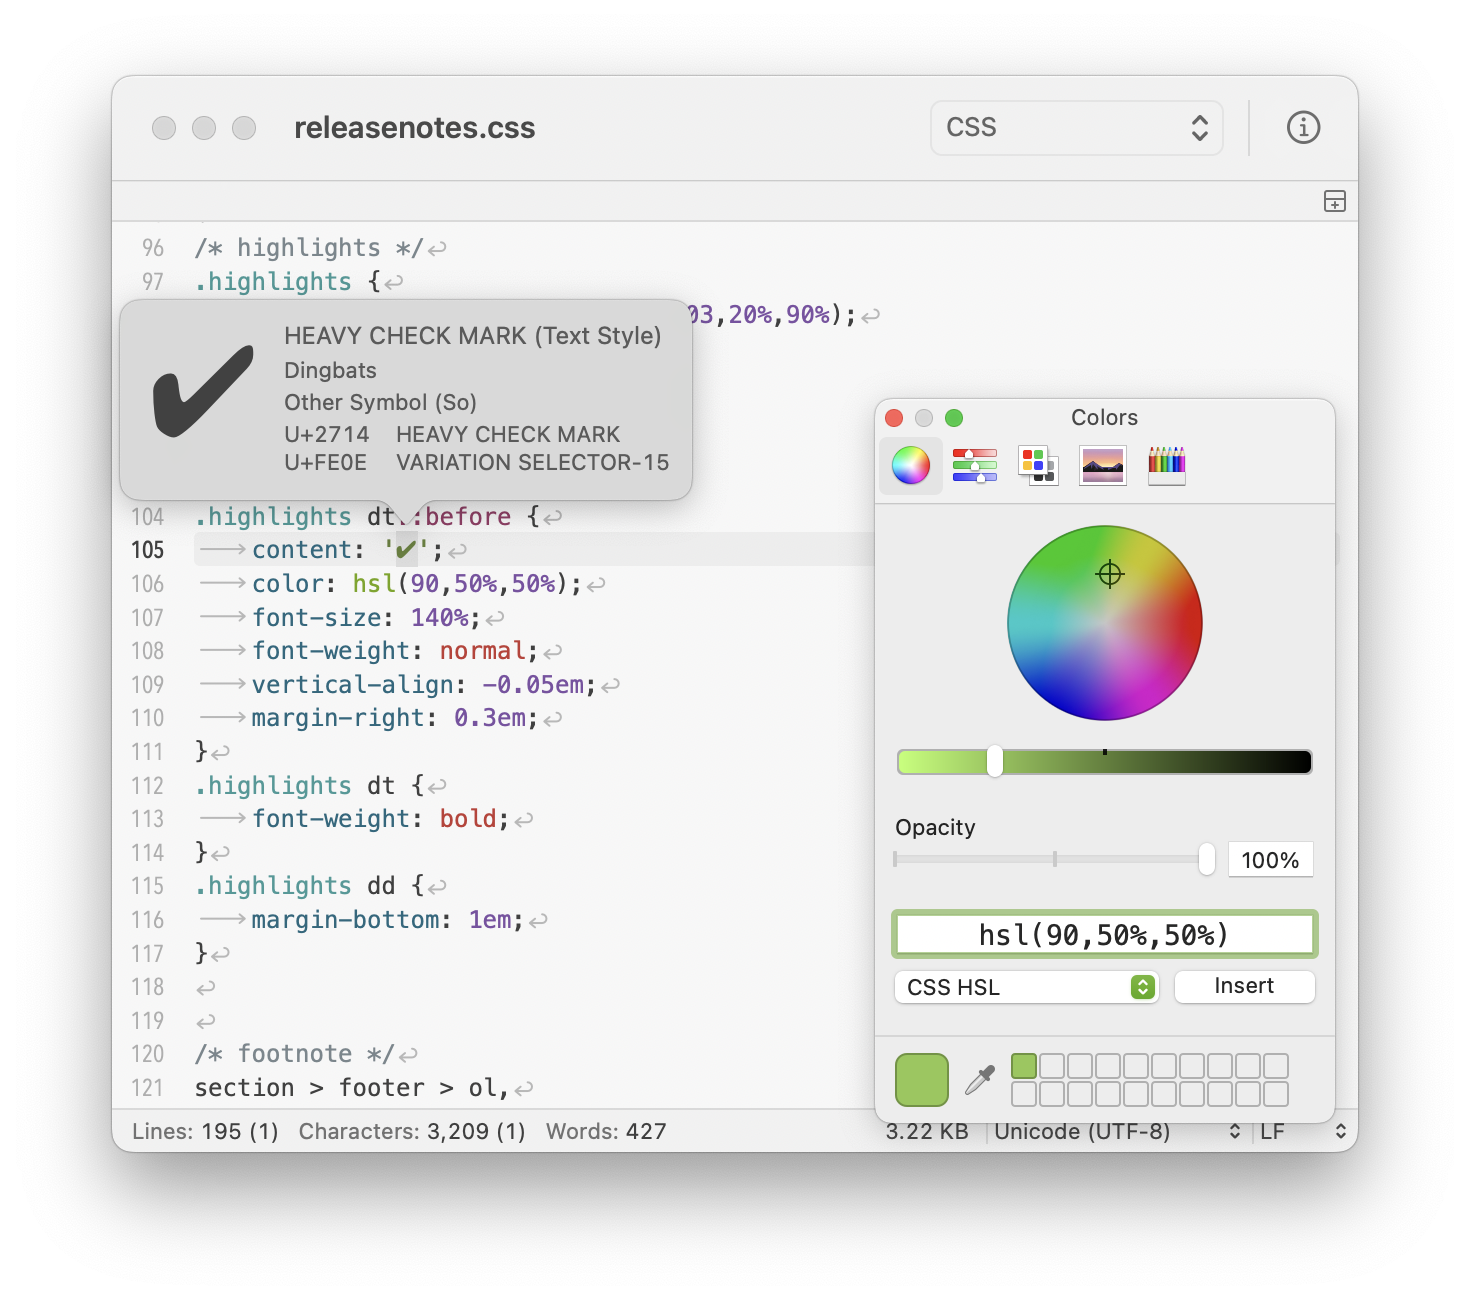 releasenotes.css
CSS
96 /* highlights */↩
97 .highlights {↩
03,20%,90%);↩
HEAVY CHECK MARK (Text Style)
Dingbats
Other Symbol (So)
U+2714 HEAVY CHECK MARK
U+FE0E VARIATION SELECTOR-15
104 .highlights dt::before {↩
105 content: '✔︎';↩
106 color: hsl(90,50%,50%);↩
107 font-size: 140%;↩
108 font-weight: normal;↩
109 vertical-align: -0.05em;↩
110 margin-right: 0.3em;↩
111 }↩
112 .highlights dt {↩
113 font-weight: bold;↩
114 }↩
115 .highlights dd {↩
116 margin-bottom: 1em;↩
117 }↩
118 ↩
119 ↩
120 /* footnote */↩
121 section > footer > ol,↩
Lines: 195 (1) Characters: 3,209 (1) Words: 427
3.22 KB Unicode (UTF-8) LF
Colors
Opacity
100%
hsl(90,50%,50%)
CSS HSL
Insert